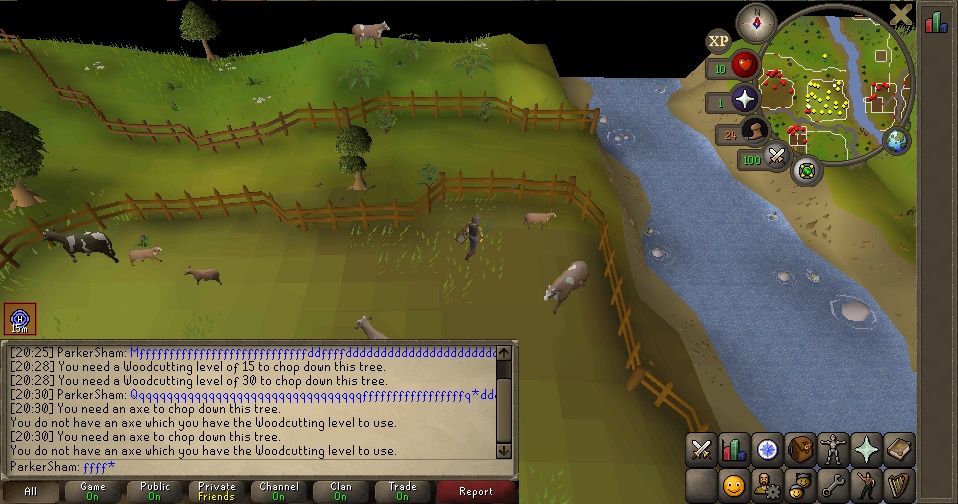 N
XP
10
1
24
100
15m
[20:25] ParkerSham:
[20:28] You need a Woodcutting level of 15 to chop down this tree.
[20:28] You need a Woodcutting level of 30 to chop down this tree.
[20:30] ParkerSham:
[20:30] You need an axe to chop down this tree.
You do not have an axe which you have the Woodcutting level to use.
[20:30] You need an axe to chop down this tree.
You do not have an axe which you have the Woodcutting level to use.
ParkerSham: ffff*
All
Game
On
Public
On
Private
Friends
Channel
On
Clan
On
Trade
On
Report